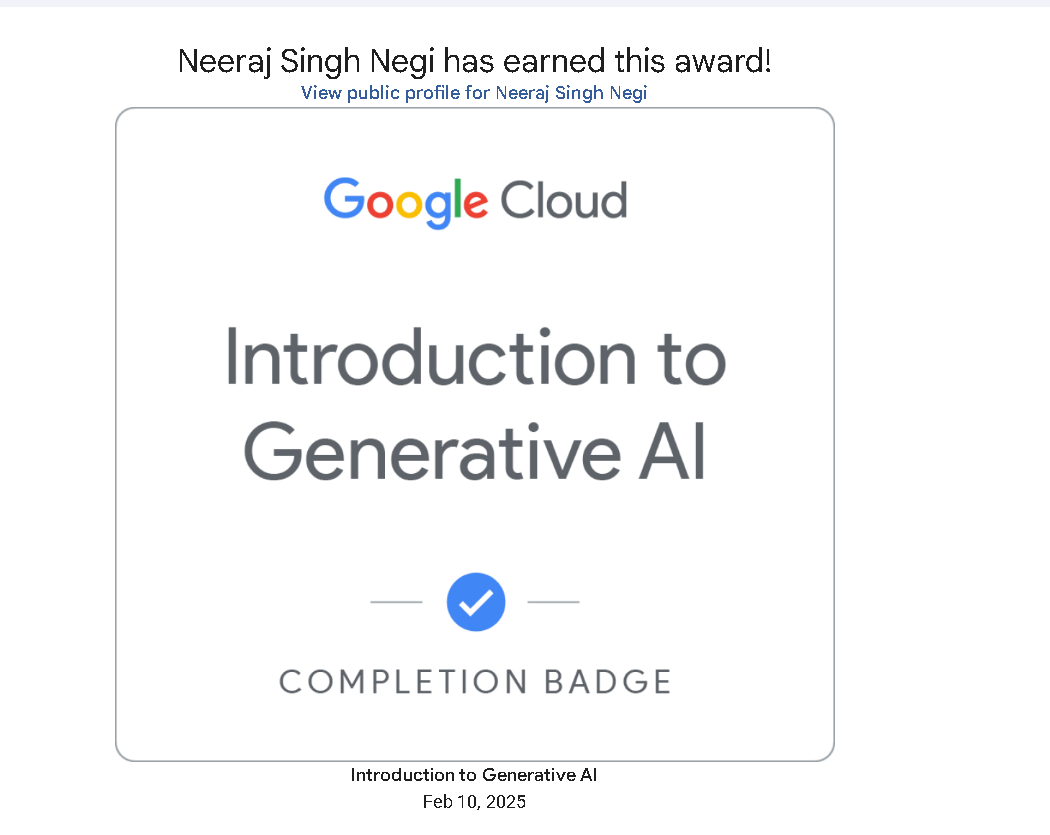 Neeraj Singh Negi has earned this award!
View public profile for Neeraj Singh Negi
Google Cloud
Introduction to
Generative AI
COMPLETION BADGE
Introduction to Generative AI
Feb 10, 2025